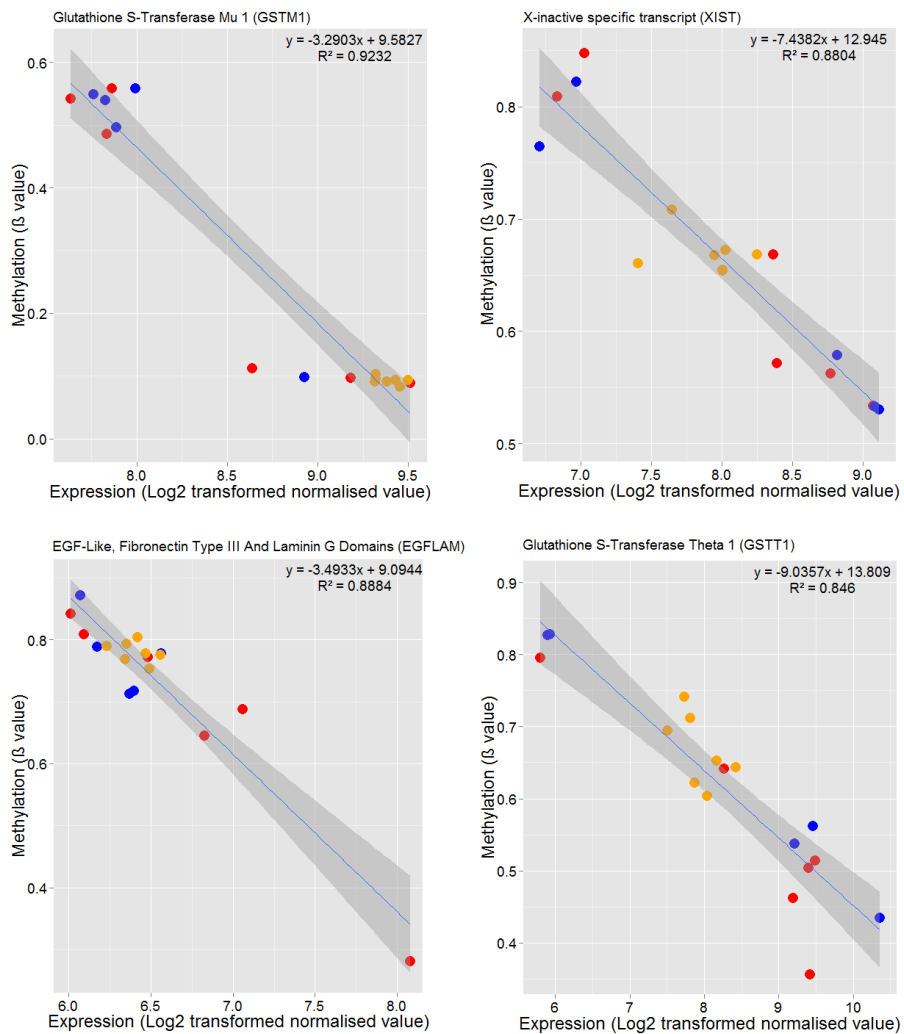 Glutathione S-Transferase Mu 1 (GSTM1)
y = -3.2903x + 9.5827
R² = 0.9232
0.6
0.4
0.2
0.0
Methylation (ß value)
8.0 8.5 9.0 9.5
Expression (Log2 transformed normalised value)
X-inactive specific transcript (XIST)
y = -7.4382x + 12.945
R² = 0.8804
0.8
0.7
0.6
0.5
Methylation (ß value)
7.0 7.5 8.0 8.5 9.0
Expression (Log2 transformed normalised value)
EGF-Like, Fibronectin Type III And Laminin G Domains (EGFLAM)
y = -3.4933x + 9.0944
R² = 0.8884
0.8
0.6
0.4
Methylation (ß value)
6.0 6.5 7.0 7.5 8.0
Expression (Log2 transformed normalised value)
Glutathione S-Transferase Theta 1 (GSTT1)
y = -9.0357x + 13.809
R² = 0.846
0.9
0.8
0.7
0.6
0.5
0.4
Methylation (ß value)
6 7 8 9 10
Expression (Log2 transformed normalised value)